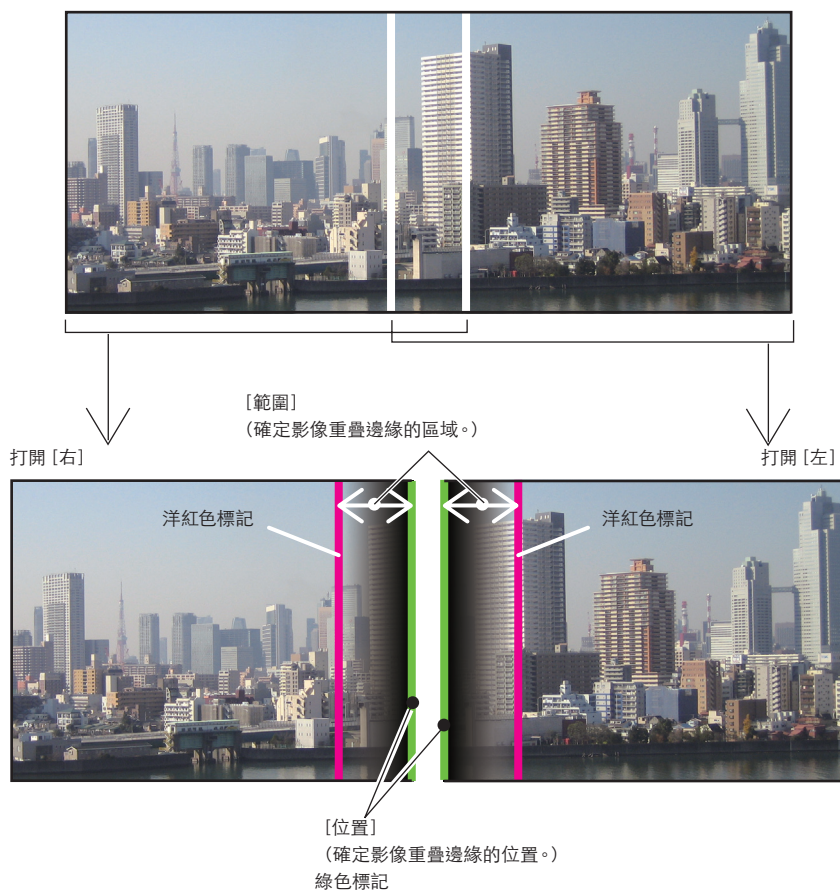 [範圍]
(確定影像重疊邊緣的區域。)
打開 [右]
打開 [左]
洋紅色標記
洋紅色標記
[位置]
(確定影像重疊邊緣的位置。)
綠色標記